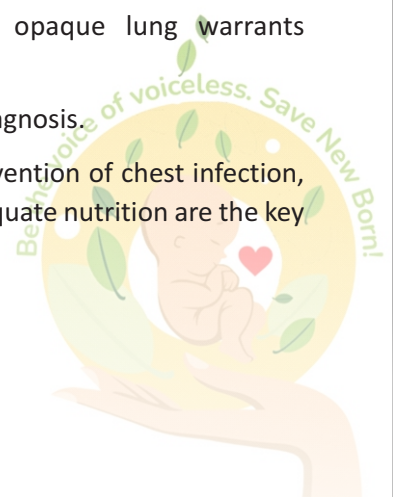 opaque lung warrants
agnosis.
vention of chest infection,
quate nutrition are the key
Be the voice of voiceless. Save New Born!